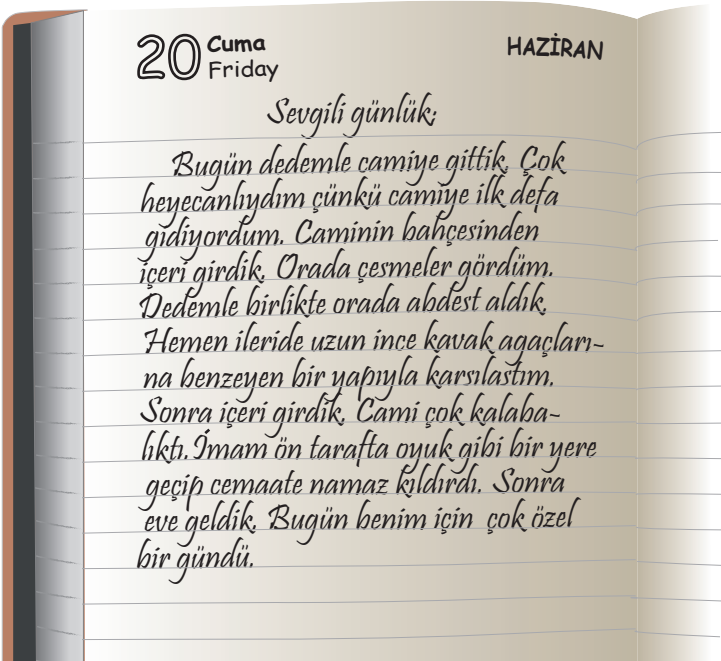 20 Cuma HAZİRAN
Friday
Sevgili günlük;
Bugün dedemle camiye gittik. Çok
heyecanlıydım çünkü camiye ilk defa
gidiyordum. Caminin bahçesinden
içeri girdik. Orada çesmeler gördüm.
Dedemle birlikte orada abdest aldık.
Hemen ileride uzun ince kavak agaçları-
na benzeyen bir yapıyla karsılastım.
Sonra içeri girdik. Cami çok kalaba-
lıktı. İmam ön tarafta oyuk gibi bir yere
geçip cemaate namaz kıldırdı. Sonra
eve geldik. Bugün benim için çok özel
bir gündü.